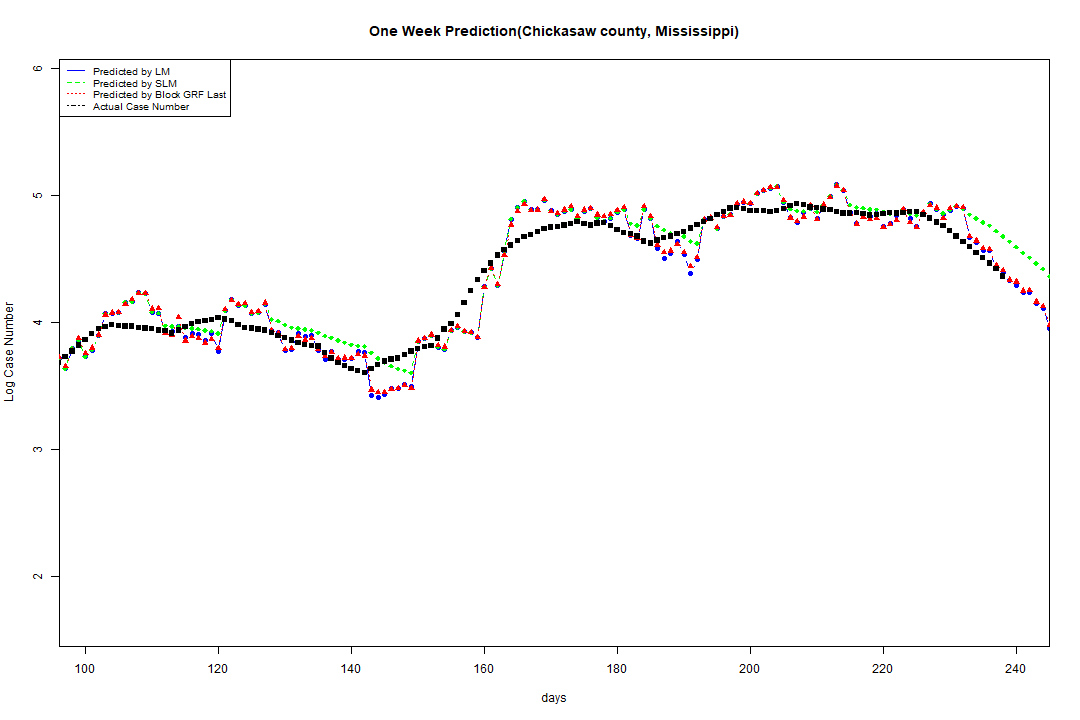 One Week Prediction(Chickasaw county, Mississippi)
Predicted by LM
Predicted by SLM
Predicted by Block GRF Last
Actual Case Number
6
5
4
3
2
Log Case Number
100 120 140 160 180 200 220 240
days